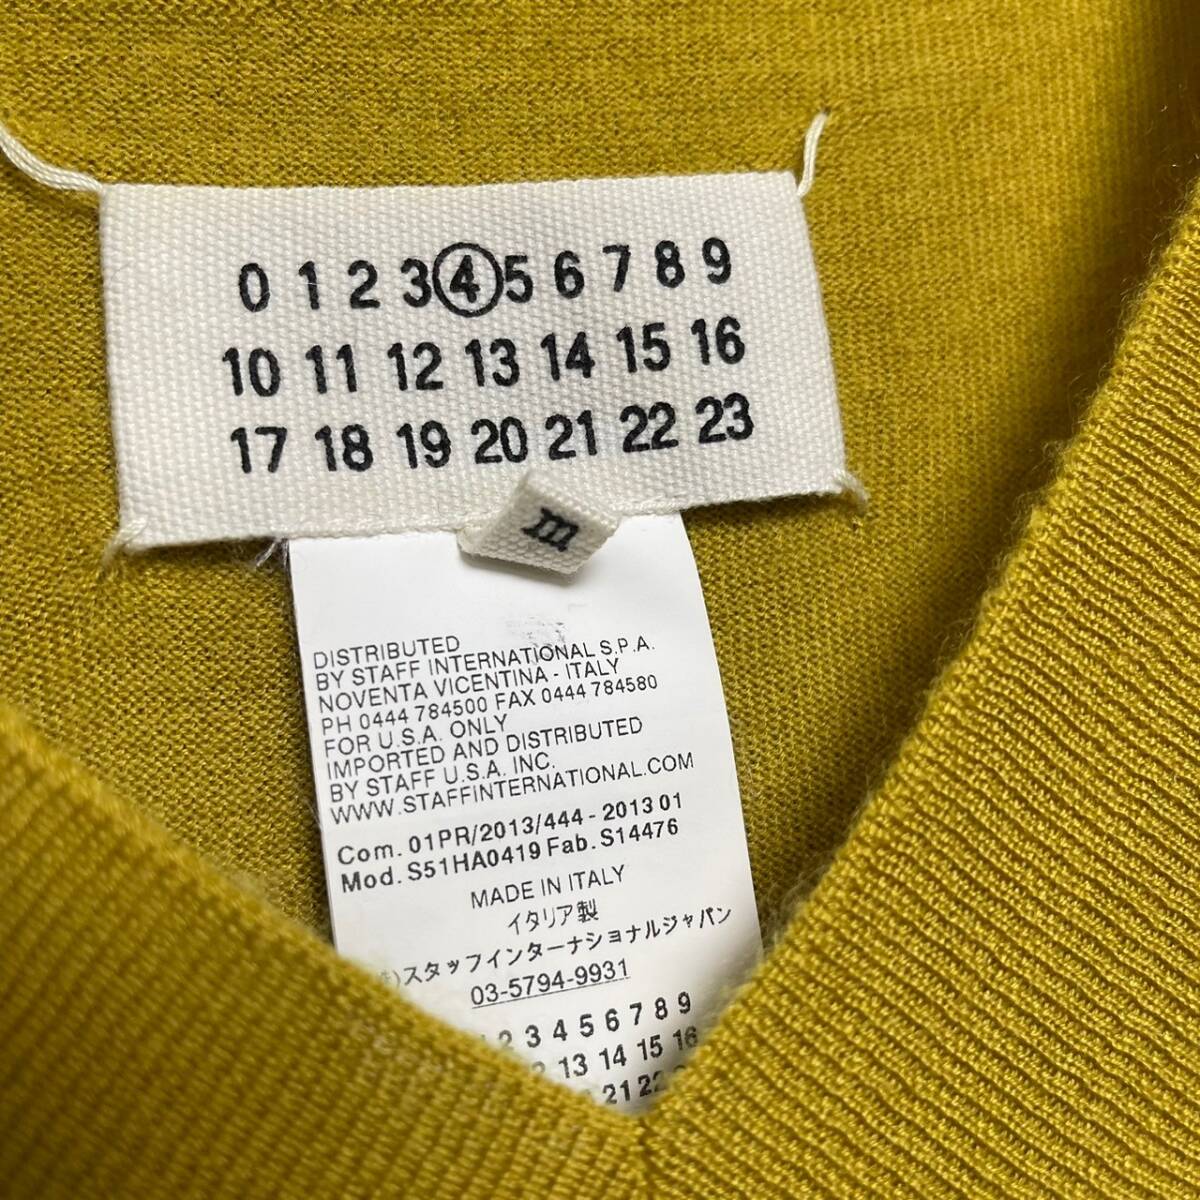 0 1 2 3 4 5 6 7 8 9
10 11 12 13 14 15 16
17 18 19 20 21 22 23
m
DISTRIBUTED
BY STAFF INTERNATIONAL S.P.A.
NOVENTA VICENTINA - ITALY
PH 0444 784500 FAX 0444 784580
FOR U.S.A. ONLY
IMPORTED AND DISTRIBUTED
BY STAFF U.S.A. INC.
WWW.STAFFINTERNATIONAL.COM
Com. 01PR/2013/444 - 2013 01
Mod. S51HA0419 Fab. S14476
MADE IN ITALY
イタリア製
スタッフインターナショナルジャパン
03-5794-9931
2 3 4 5 6 7 8 9
13 14 15 16
21